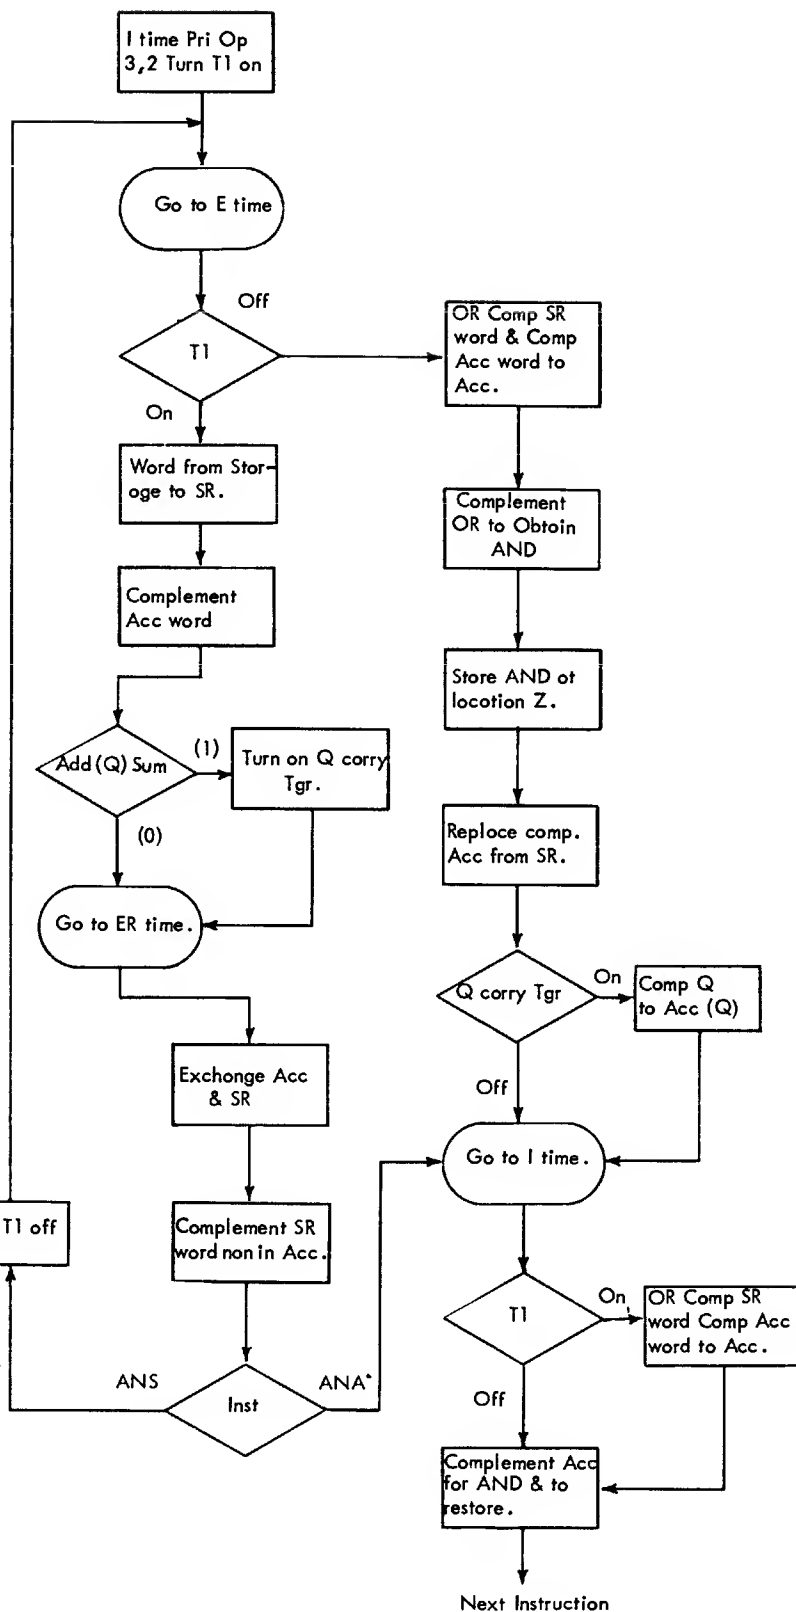 I time Pri Op
3,2 Turn T1 on
Go to E time
Off
T1
On
Word from Stor-
oge to SR.
Complement
Acc word
Add (Q) Sum
(1)
Turn on Q corry
Tgr.
(0)
Go to ER time.
Exchonge Acc
& SR
Complement SR
word non in Acc.
T1 off
ANS
Inst
ANA*
OR Comp SR
word & Comp
Acc word to
Acc.
Complement
OR to Obtoin
AND
Store AND ot
locotion Z.
Reploce comp.
Acc from SR.
Q corry Tgr
On
Comp Q
to Acc (Q)
Off
Go to I time.
T1
On
OR Comp SR
word Comp Acc
word to Acc.
Off
Complement Acc
for AND & to
restore.
Next Instruction